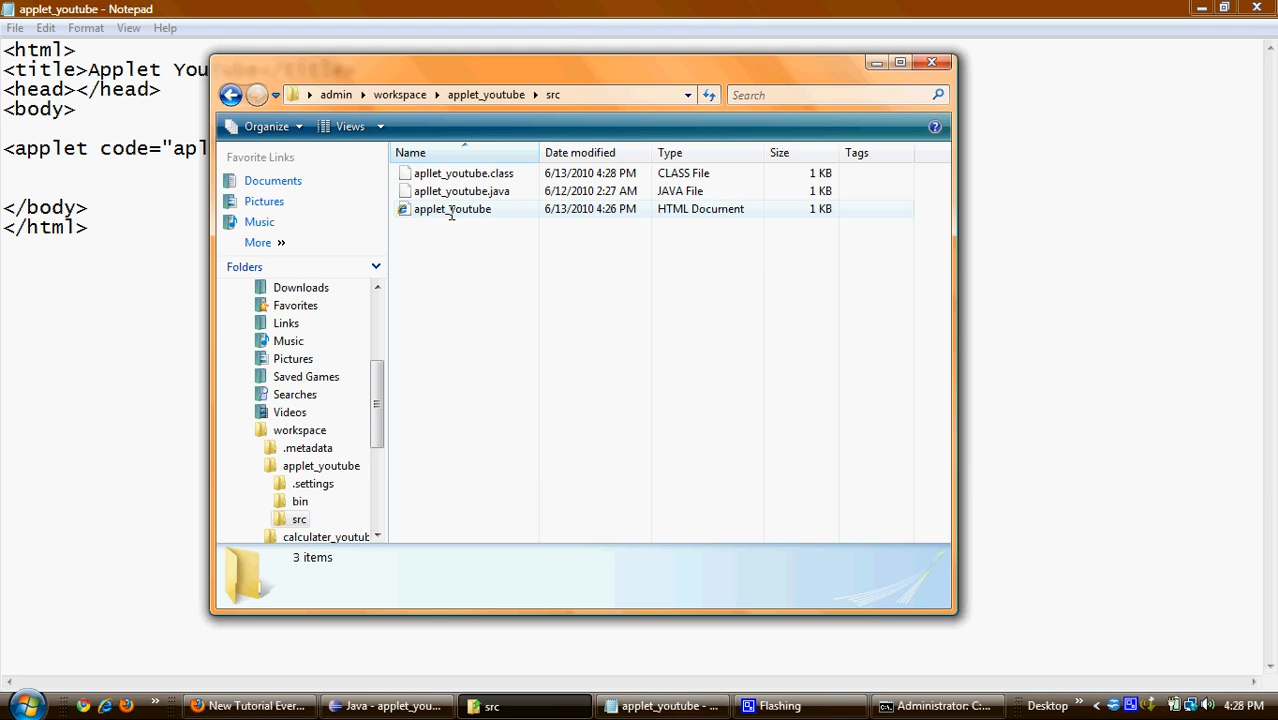 applet_youtube - Notepad
File Edit Format View Help
<html>
<title>Applet You
<head></head>
<body>
<applet code="apl
</body>
</html>
admin workspace applet_youtube src
Search
Organize Views
Favorite Links
Documents
Pictures
Music
More »
Folders
Downloads
Favorites
Links
Music
Pictures
Saved Games
Searches
Videos
workspace
.metadata
applet_youtube
.settings
bin
src
calculater_youtub
Name Date modified Type Size Tags
apllet_youtube.class 6/13/2010 4:28 PM CLASS File 1 KB
apllet_youtube.java 6/12/2010 2:27 AM JAVA File 1 KB
applet_youtube 6/13/2010 4:26 PM HTML Document 1 KB
3 items
» New Tutorial Ever... Java - applet_you... src applet_youtube - ... Flashing Administrator: C:... Desktop » 4:28 PM